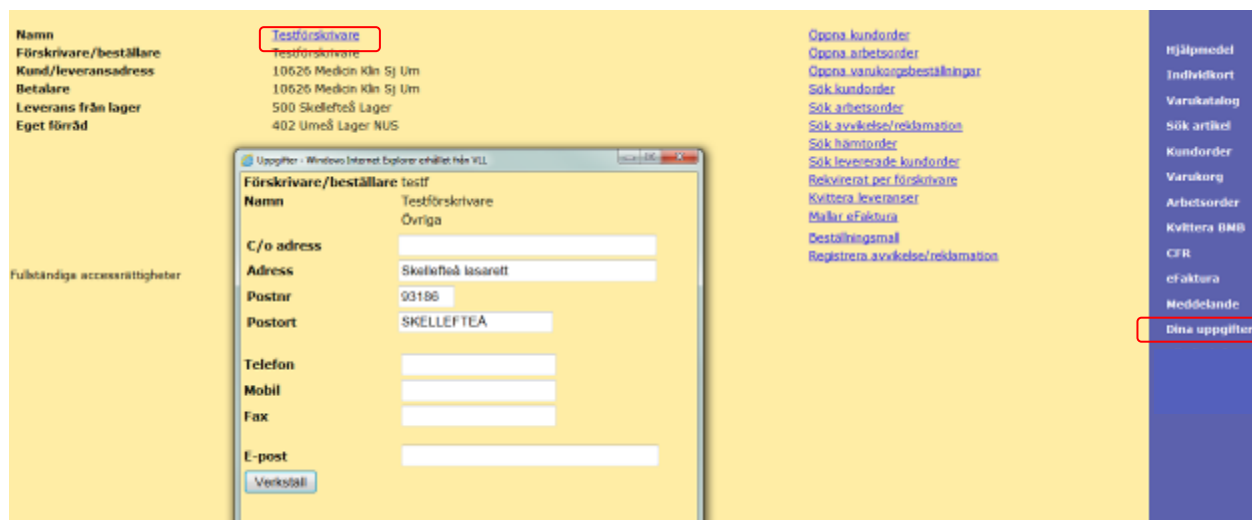 Namn Testförskrivare
Förskrivare/beställare Testförskrivare
Kund/leveransadress 10626 Medicin Klin Sj Um
Betalare 10626 Medicin Klin Sj Um
Leverans från lager 500 Skellefteå Lager
Eget förråd 402 Umeå Lager NUS
Fullständiga accessrättigheter
Uppgifter - Windows Internet Explorer erhållet från VLL
Förskrivare/beställare testf
Namn Testförskrivare
Övriga
C/o adress
Adress Skellefteå lasarett
Postnr 93186
Postort SKELLEFTEÅ
Telefon
Mobil
Fax
E-post
Verkställ
Öppna kundorder
Öppna arbetsorder
Öppna varukorgsbeställningar
Sök kundorder
Sök arbetsorder
Sök avvikelse/reklamation
Sök hämtorder
Sök levererade kundorder
Rekvirerat per förskrivare
Kvittera leveranser
Mallar eFaktura
Beställningsmall
Registrera avvikelse/reklamation
Hjälpmedel
Individkort
Varukatalog
Sök artikel
Kundorder
Varukorg
Arbetsorder
Kvittera BMB
CFR
eFaktura
Meddelande
Dina uppgifter